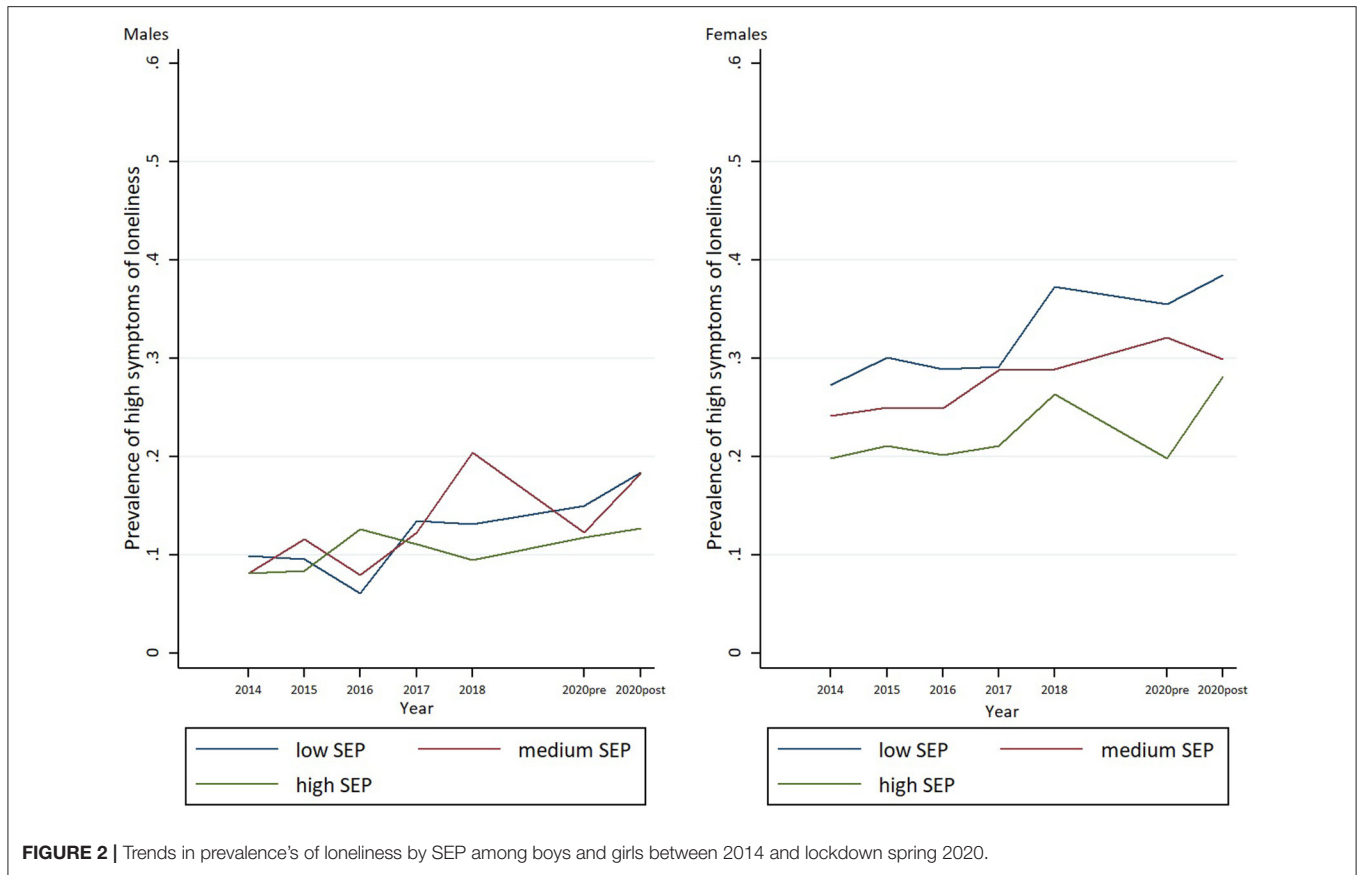 Males
Prevalence of high symptoms of loneliness
.6
.5
.4
.3
.2
.1
0
2014 2015 2016 2017 2018 2020pre 2020post
Year
low SEP medium SEP
high SEP
Females
Prevalence of high symptoms of loneliness
.6
.5
.4
.3
.2
.1
0
2014 2015 2016 2017 2018 2020pre 2020post
Year
low SEP medium SEP
high SEP
FIGURE 2 | Trends in prevalence's of loneliness by SEP among boys and girls between 2014 and lockdown spring 2020.